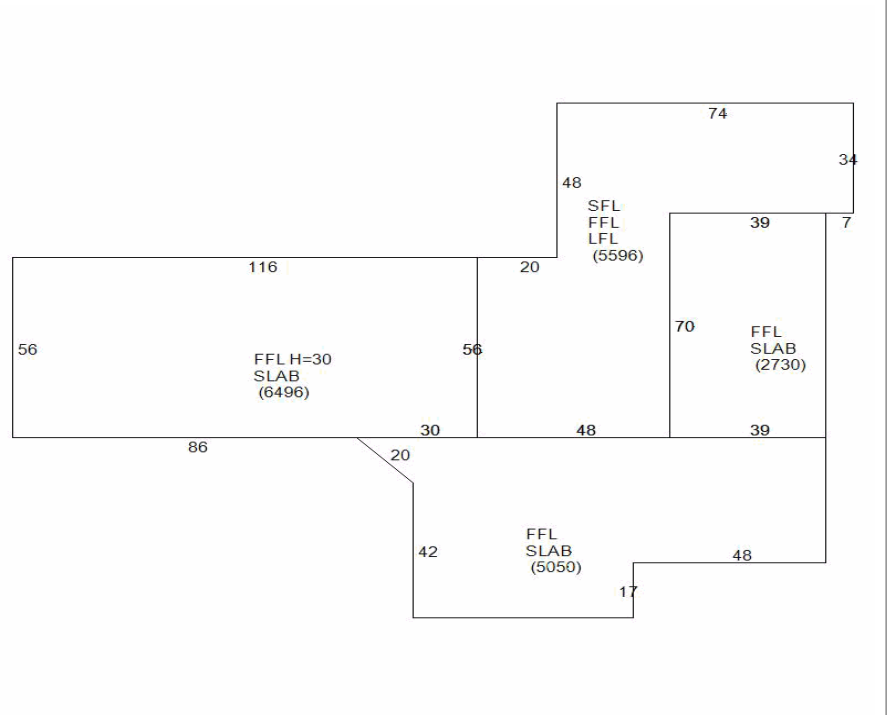 74
34
48
SFL
FFL
LFL
(5596)
39
7
116
20
70
FFL
SLAB
(2730)
56
56
FFL H=30
SLAB
(6496)
30
48
39
86
20
FFL
SLAB
(5050)
42
48
17